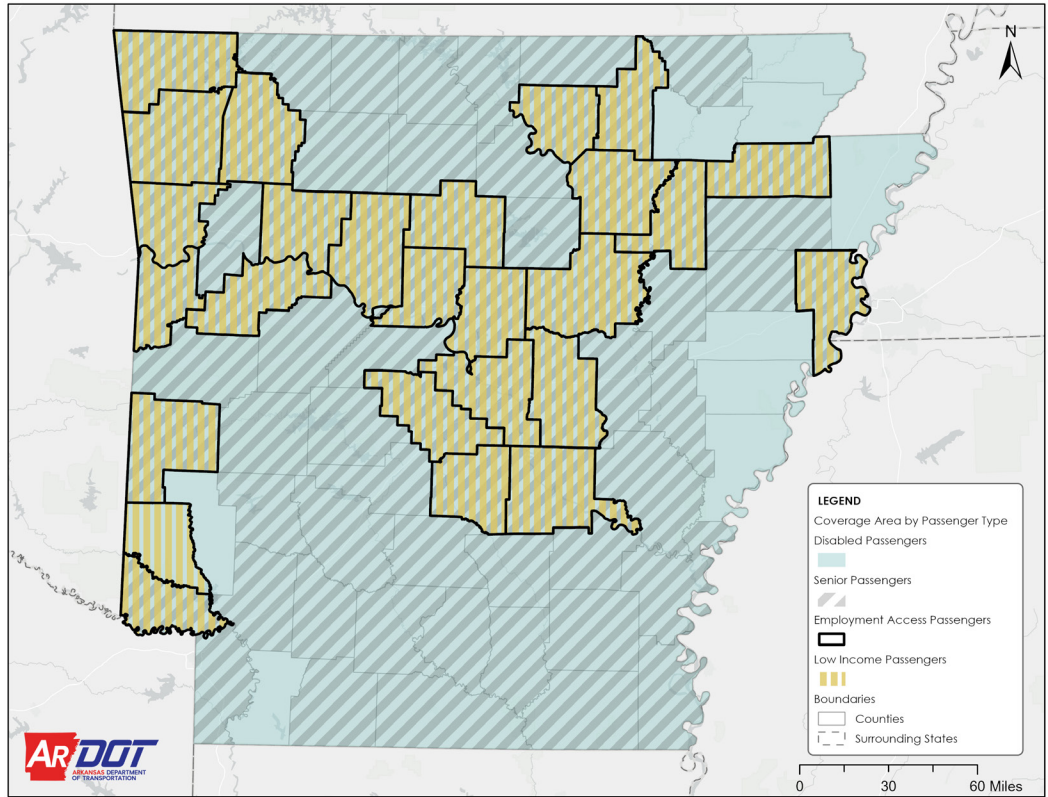 N
LEGEND
Coverage Area by Passenger Type
Disabled Passengers
Senior Passengers
Employment Access Passengers
Low Income Passengers
Boundaries
Counties
Surrounding States
ARDOT
ARKANSAS DEPARTMENT
OF TRANSPORTATION
0 30 60 Miles